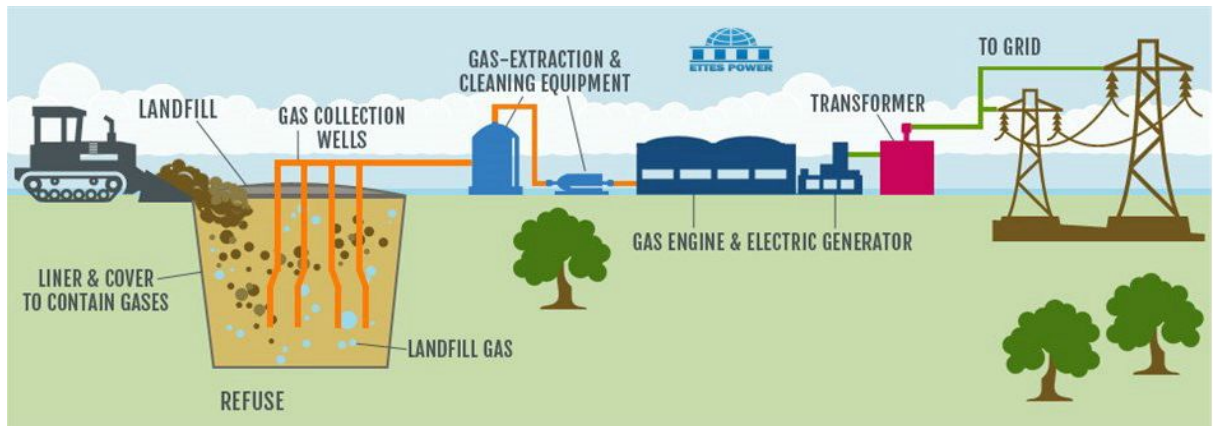 ETTES POWER
TO GRID
GAS-EXTRACTION &
CLEANING EQUIPMENT
TRANSFORMER
LANDFILL
GAS COLLECTION
WELLS
GAS ENGINE & ELECTRIC GENERATOR
LINER & COVER
TO CONTAIN GASES
LANDFILL GAS
REFUSE